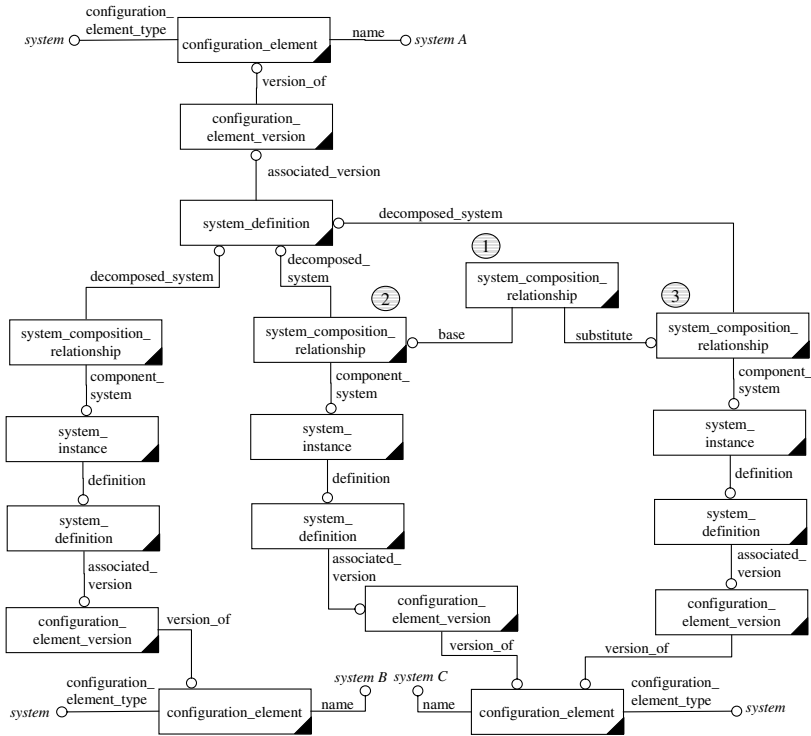 configuration_
element_type
system
configuration_element
name
system A
version_of
configuration_
element_version
associated_version
system_definition
decomposed_system
decomposed_system
decomposed_
system
1
system_composition_
relationship
2
3
system_composition_
relationship
system_composition_
relationship
base
substitute
system_composition_
relationship
component_
system
component_
system
component_
system
system_
instance
system_
instance
system_
instance
definition
definition
definition
system_
definition
system_
definition
system_
definition
associated_
version
associated_
version
associated_
version
configuration_
element_version
configuration_
element_version
configuration_
element_version
version_of
version_of
version_of
configuration_
element_type
system
configuration_element
name
system B
system C
name
configuration_element
configuration_
element_type
system